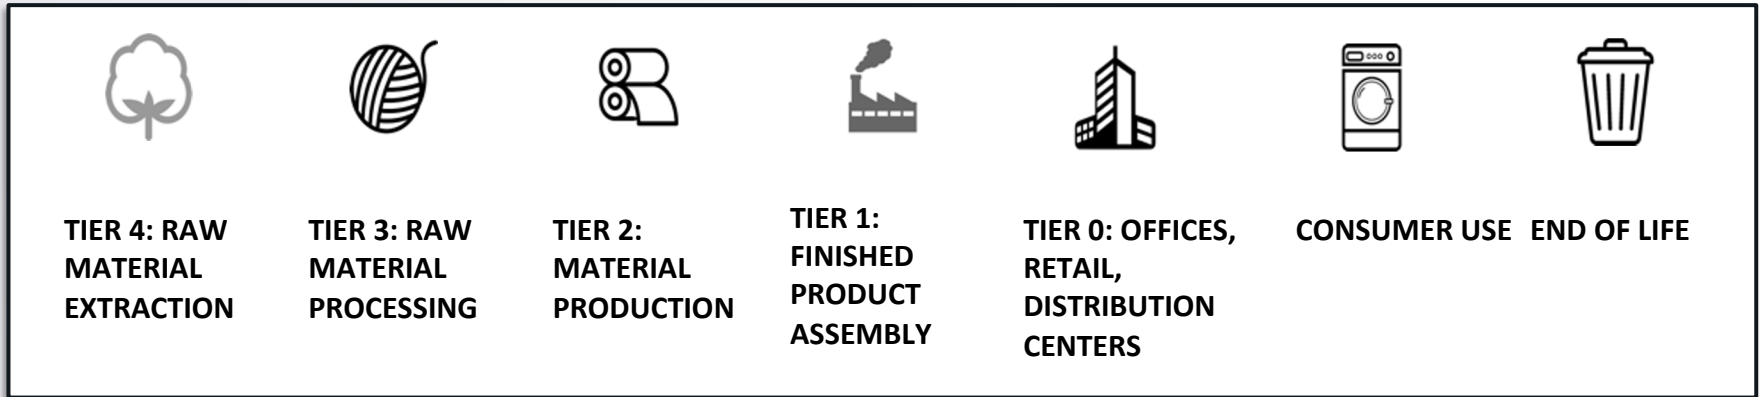 TIER 4: RAW
MATERIAL
EXTRACTION
TIER 3: RAW
MATERIAL
PROCESSING
TIER 2:
MATERIAL
PRODUCTION
TIER 1:
FINISHED
PRODUCT
ASSEMBLY
TIER 0: OFFICES,
RETAIL,
DISTRIBUTION
CENTERS
CONSUMER USE
END OF LIFE